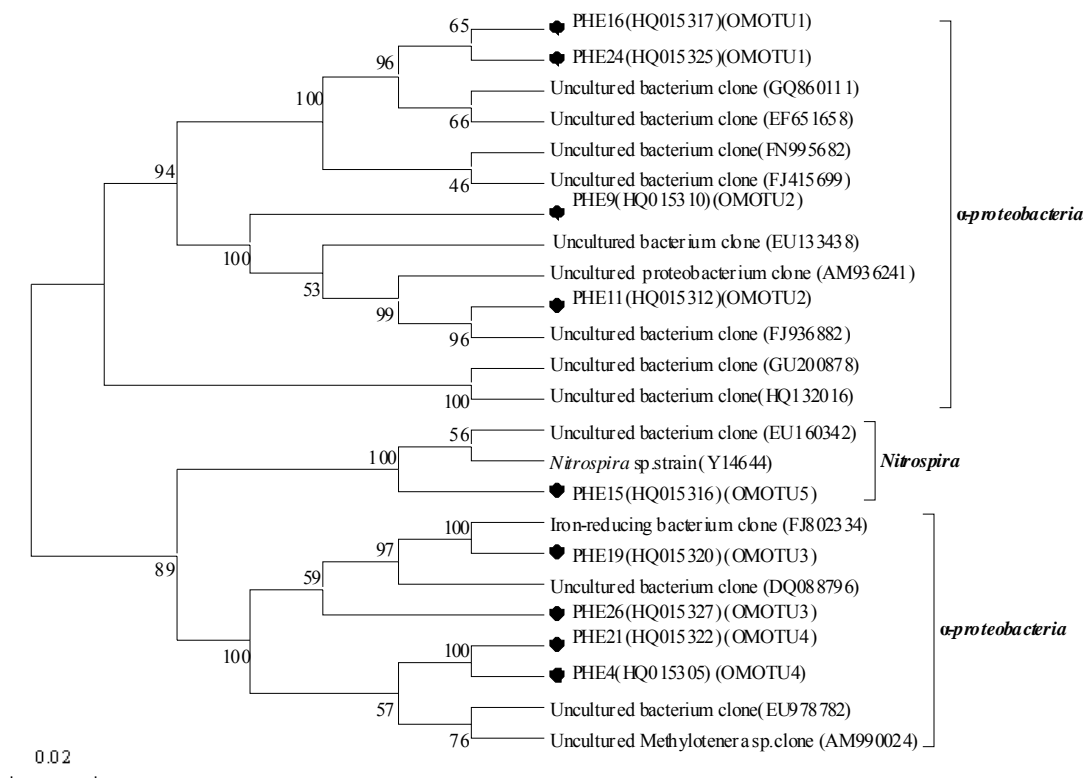 65
PHE16(HQ015317)(OMOTU1)
96
PHE24(HQ015325)(OMOTU1)
100
Uncultured bacterium clone (GQ860111)
66
Uncultured bacterium clone (EF651658)
Uncultured bacterium clone(FN995682)
94
46
Uncultured bacterium clone (FJ415699)
PHE9(HQ015310)(OMOTU2)
α-proteobacteria
100
Uncultured bacterium clone (EU133438)
53
Uncultured proteobacterium clone (AM936241)
99
PHE11(HQ015312)(OMOTU2)
96
Uncultured bacterium clone (FJ936882)
Uncultured bacterium clone (GU200878)
100
Uncultured bacterium clone(HQ132016)
56
Uncultured bacterium clone (EU160342)
100
Nitrospira sp.strain(Y14644)
Nitrospira
PHE15(HQ015316)(OMOTU5)
100
Iron-reducing bacterium clone (FJ802334)
97
PHE19(HQ015320)(OMOTU3)
89
59
Uncultured bacterium clone (DQ088796)
PHE26(HQ015327)(OMOTU3)
α-proteobacteria
100
100
PHE21(HQ015322)(OMOTU4)
PHE4(HQ015305)(OMOTU4)
57
Uncultured bacterium clone(EU978782)
76
Uncultured Methylotenera sp.clone (AM990024)
0.02